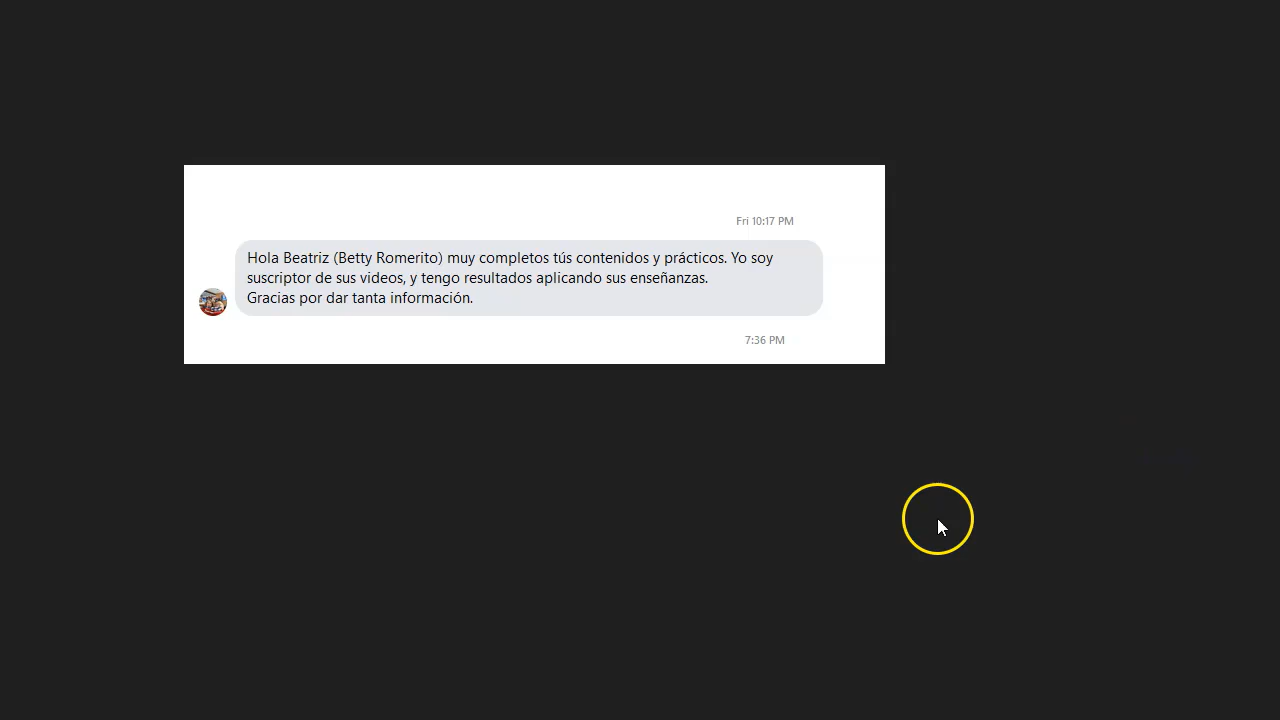 Fri 10:17 PM
Hola Beatriz (Betty Romerito) muy completos tús contenidos y prácticos. Yo soy
suscriptor de sus videos, y tengo resultados aplicando sus enseñanzas.
Gracias por dar tanta información.
7:36 PM